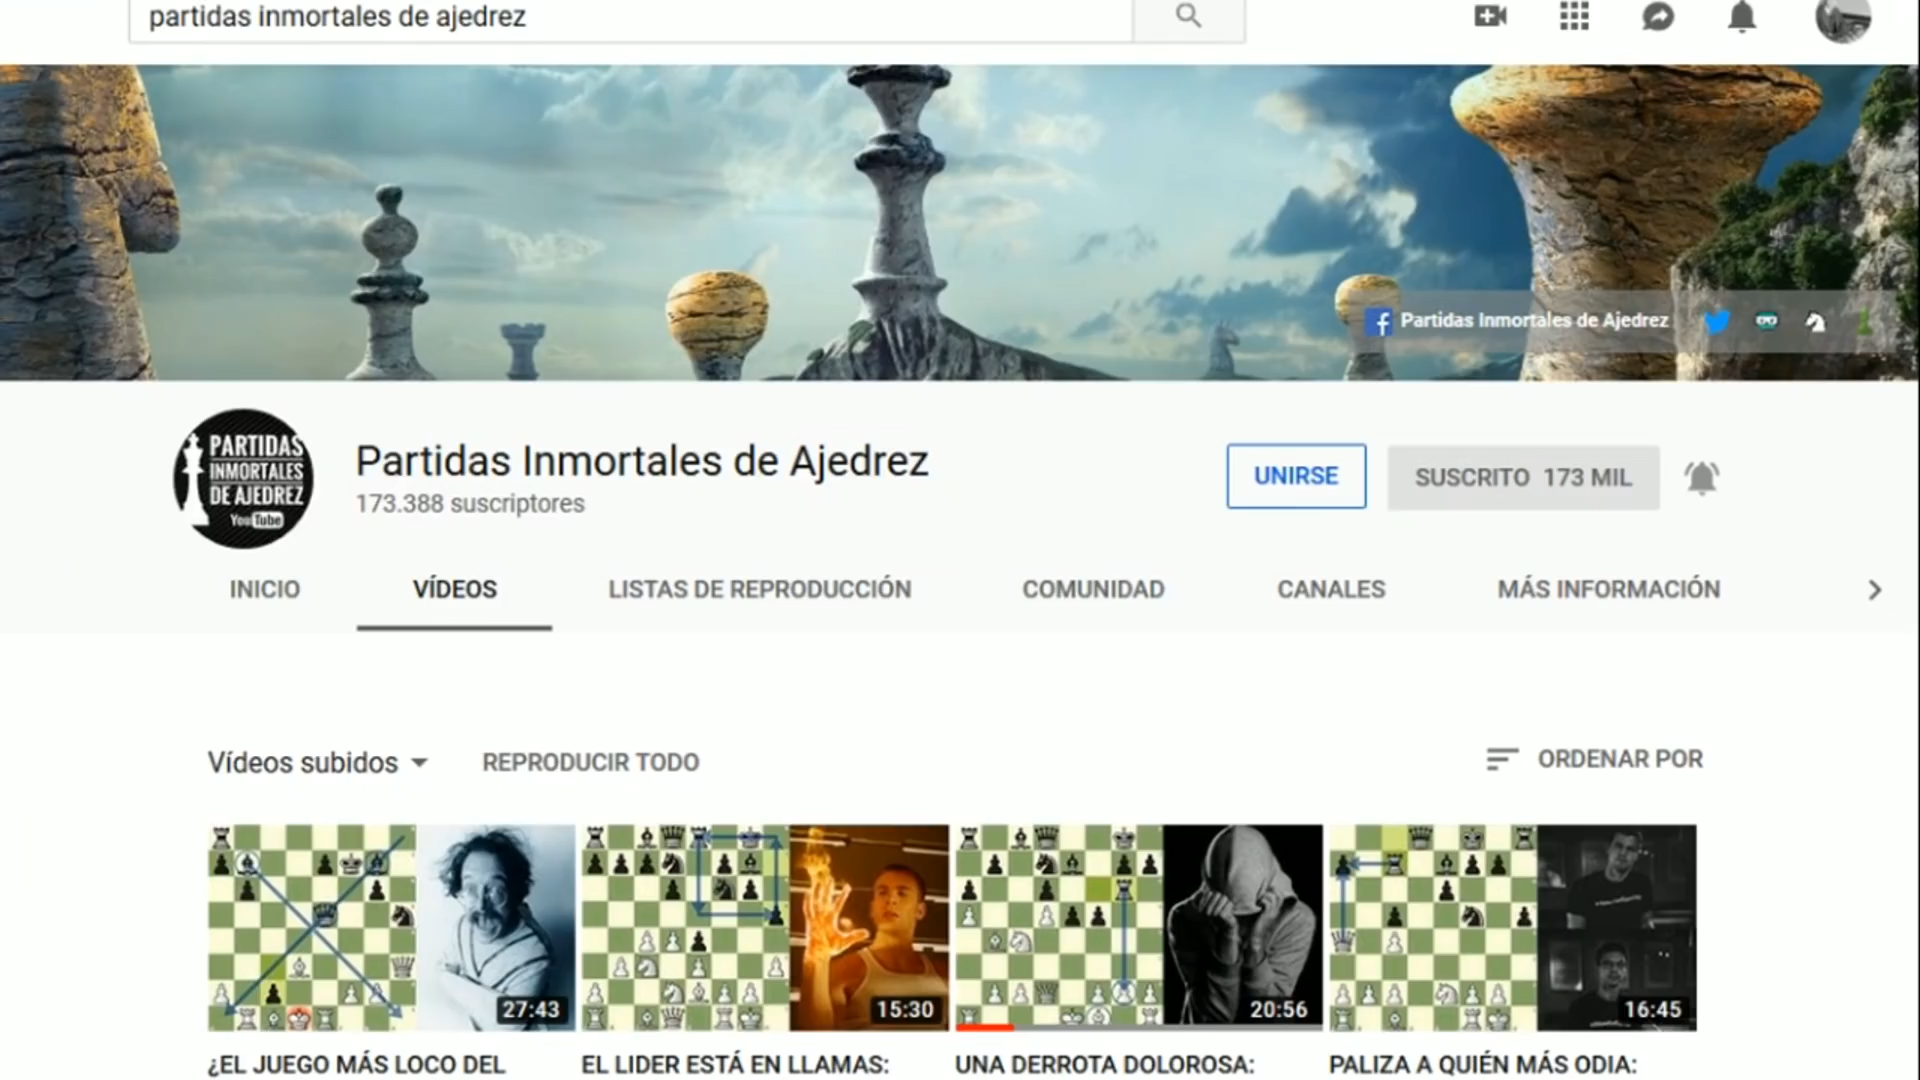 partidas inmortales de ajedrez
Partidas Inmortales de Ajedrez
PARTIDAS
INMORTALES
DE AJEDREZ
YouTube
Partidas Inmortales de Ajedrez
173.388 suscriptores
UNIRSE
SUSCRITO 173 MIL
INICIO
VÍDEOS
LISTAS DE REPRODUCCIÓN
COMUNIDAD
CANALES
MÁS INFORMACIÓN
Vídeos subidos
REPRODUCIR TODO
ORDENAR POR
27:43
15:30
20:56
16:45
¿EL JUEGO MÁS LOCO DEL
EL LIDER ESTÁ EN LLAMAS:
UNA DERROTA DOLOROSA:
PALIZA A QUIÉN MÁS ODIA: